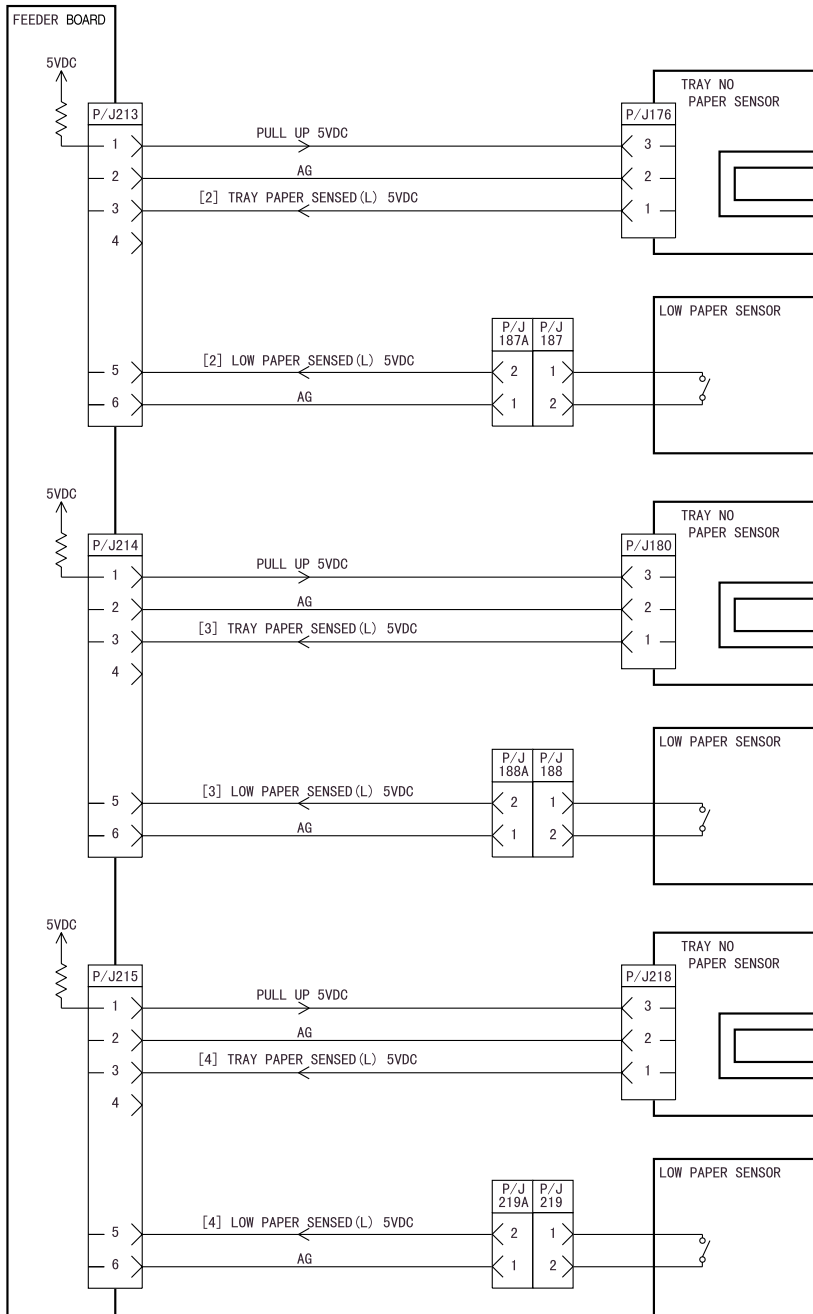 FEEDER BOARD
5VDC
P/J213
P/J176
TRAY NO
PAPER SENSOR
1
PULL UP 5VDC
3
2
AG
2
3
[2] TRAY PAPER SENSED(L) 5VDC
1
4
P/J
187A
P/J
187
LOW PAPER SENSOR
5
[2] LOW PAPER SENSED(L) 5VDC
2
1
6
AG
1
2
5VDC
P/J214
P/J180
TRAY NO
PAPER SENSOR
1
PULL UP 5VDC
3
2
AG
2
3
[3] TRAY PAPER SENSED(L) 5VDC
1
4
P/J
188A
P/J
188
LOW PAPER SENSOR
5
[3] LOW PAPER SENSED(L) 5VDC
2
1
6
AG
1
2
5VDC
P/J215
P/J218
TRAY NO
PAPER SENSOR
1
PULL UP 5VDC
3
2
AG
2
3
[4] TRAY PAPER SENSED(L) 5VDC
1
4
P/J
219A
P/J
219
LOW PAPER SENSOR
5
[4] LOW PAPER SENSED(L) 5VDC
2
1
6
AG
1
2